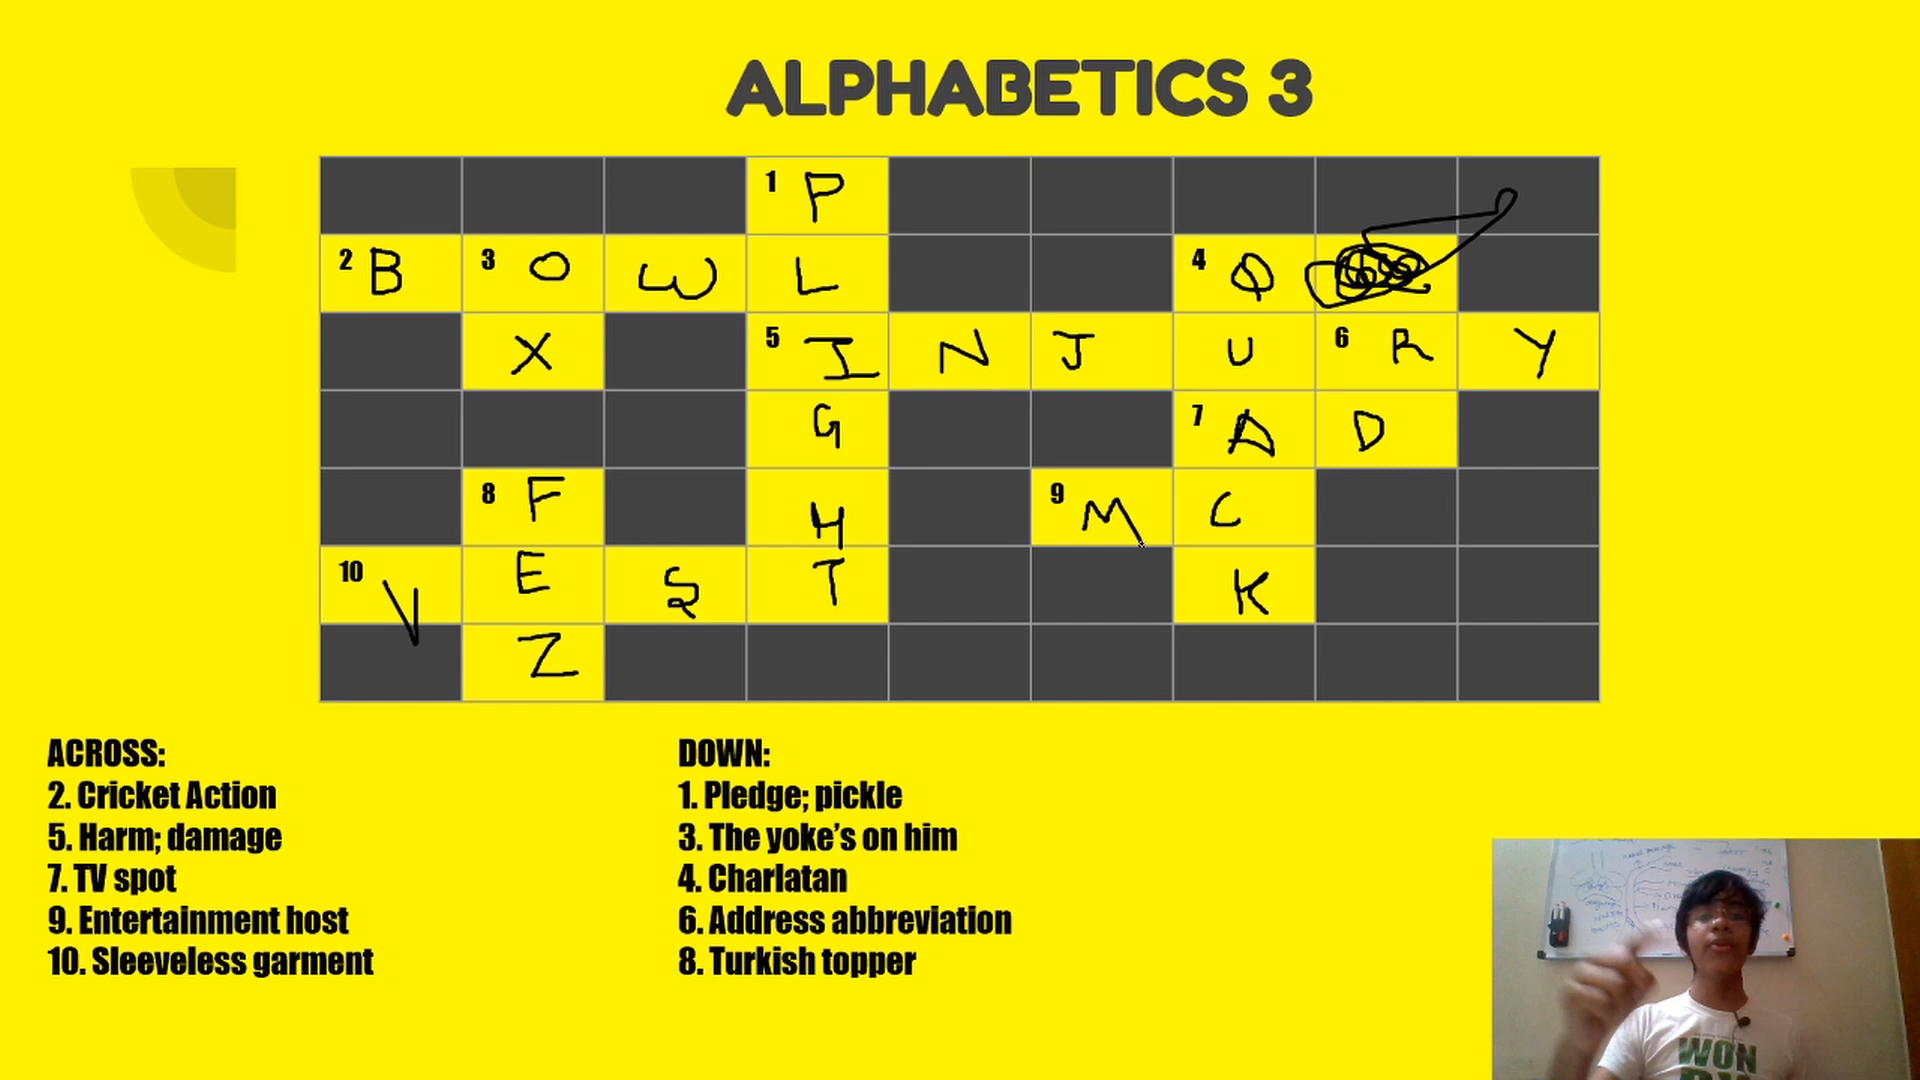 ALPHABETICS 3
1 P
2 B 3 O W L 4 Q
X 5 I N J U 6 R Y
G 7 A D
8 F H 9 M C
10 V E S T K
Z
ACROSS:
2. Cricket Action
5. Harm; damage
7. TV spot
9. Entertainment host
10. Sleeveless garment
DOWN:
1. Pledge; pickle
3. The yoke's on him
4. Charlatan
6. Address abbreviation
8. Turkish topper
WON